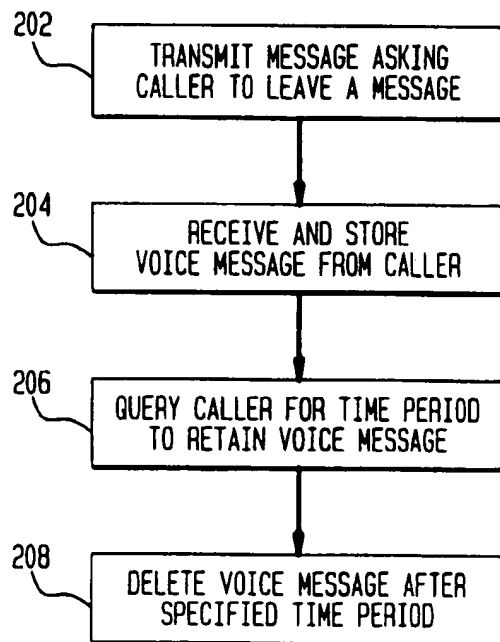 202
TRANSMIT MESSAGE ASKING
CALLER TO LEAVE A MESSAGE
204
RECEIVE AND STORE
VOICE MESSAGE FROM CALLER
206
QUERY CALLER FOR TIME PERIOD
TO RETAIN VOICE MESSAGE
208
DELETE VOICE MESSAGE AFTER
SPECIFIED TIME PERIOD